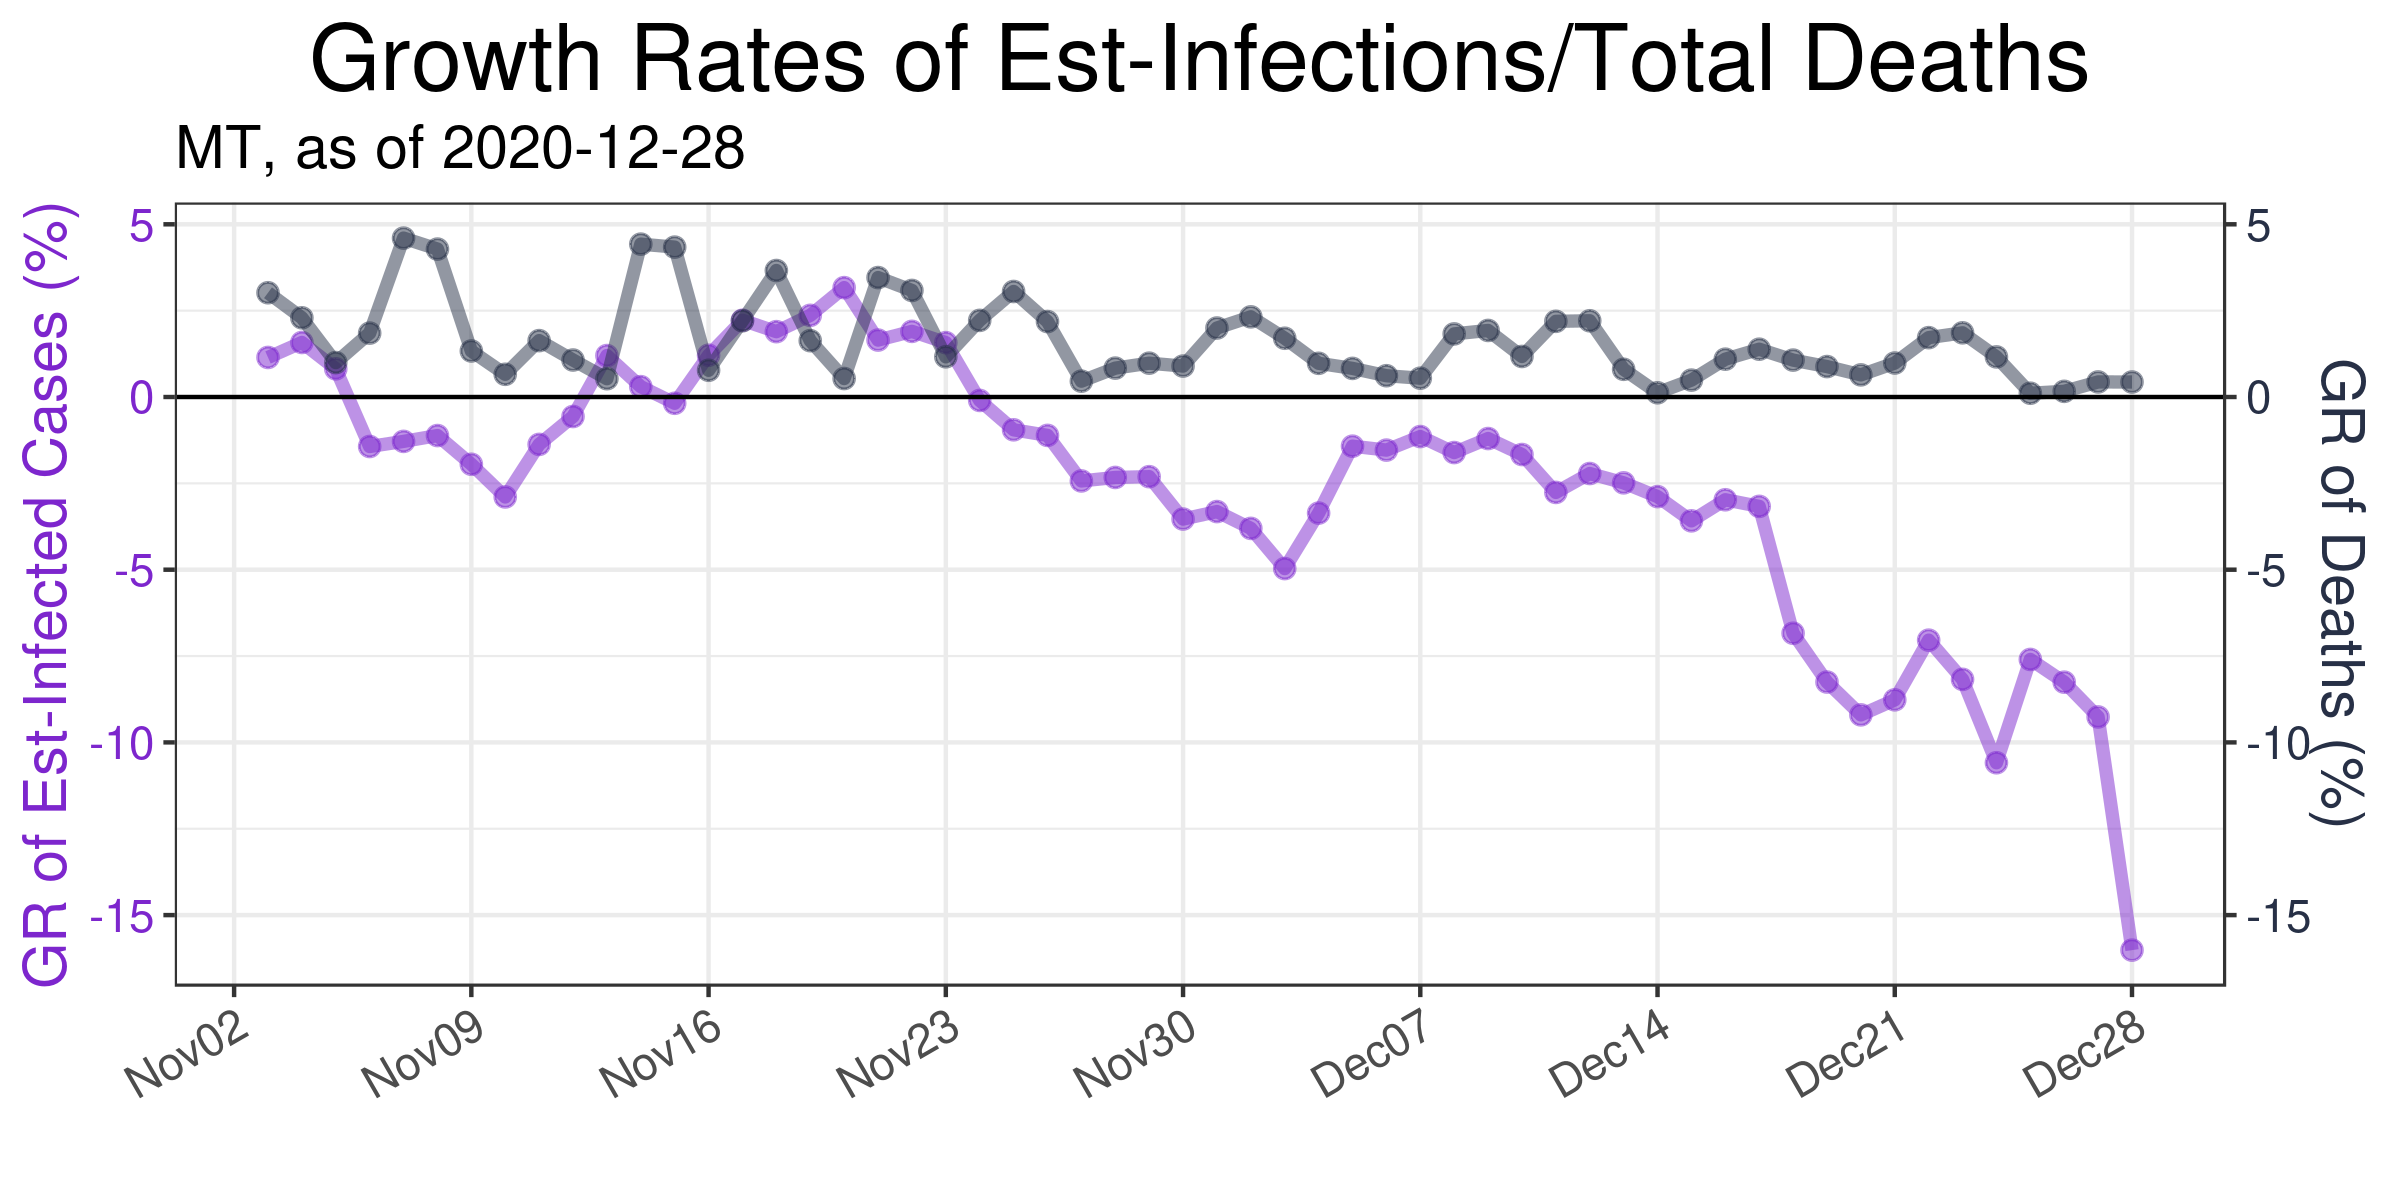 Growth Rates of Est-Infections/Total Deaths
MT, as of 2020-12-28
GR of Est-Infected Cases (%)
5
0
-5
-10
-15
5
0
-5
-10
-15
GR of Deaths (%)
Nov02
Nov09
Nov16
Nov23
Nov30
Dec07
Dec14
Dec21
Dec28